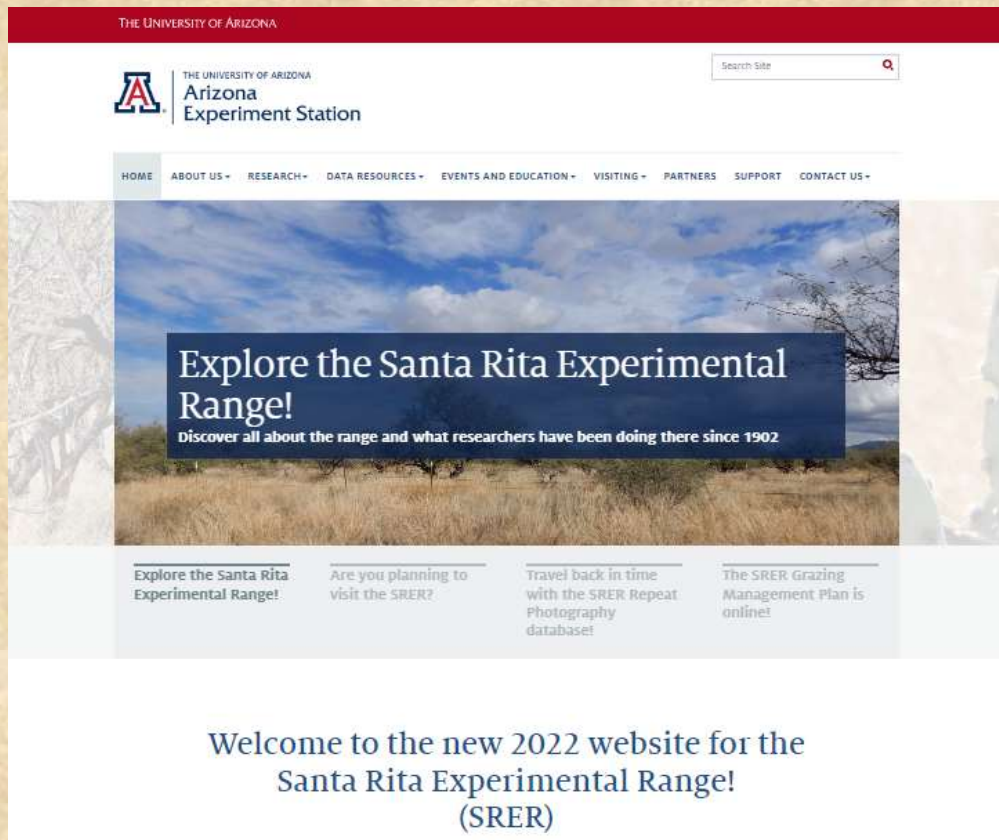 THE UNIVERSITY OF ARIZONA
Search Site
THE UNIVERSITY OF ARIZONA
Arizona
Experiment Station
HOME ABOUT US RESEARCH DATA RESOURCES EVENTS AND EDUCATION VISITING PARTNERS SUPPORT CONTACT US
Explore the Santa Rita Experimental
Range!
Discover all about the range and what researchers have been doing there since 1902
Explore the Santa Rita
Experimental Range!
Are you planning to
visit the SRER?
Travel back in time
with the SRER Repeat
Photography
database!
The SRER Grazing
Management Plan is
online!
Welcome to the new 2022 website for the
Santa Rita Experimental Range!
(SRER)